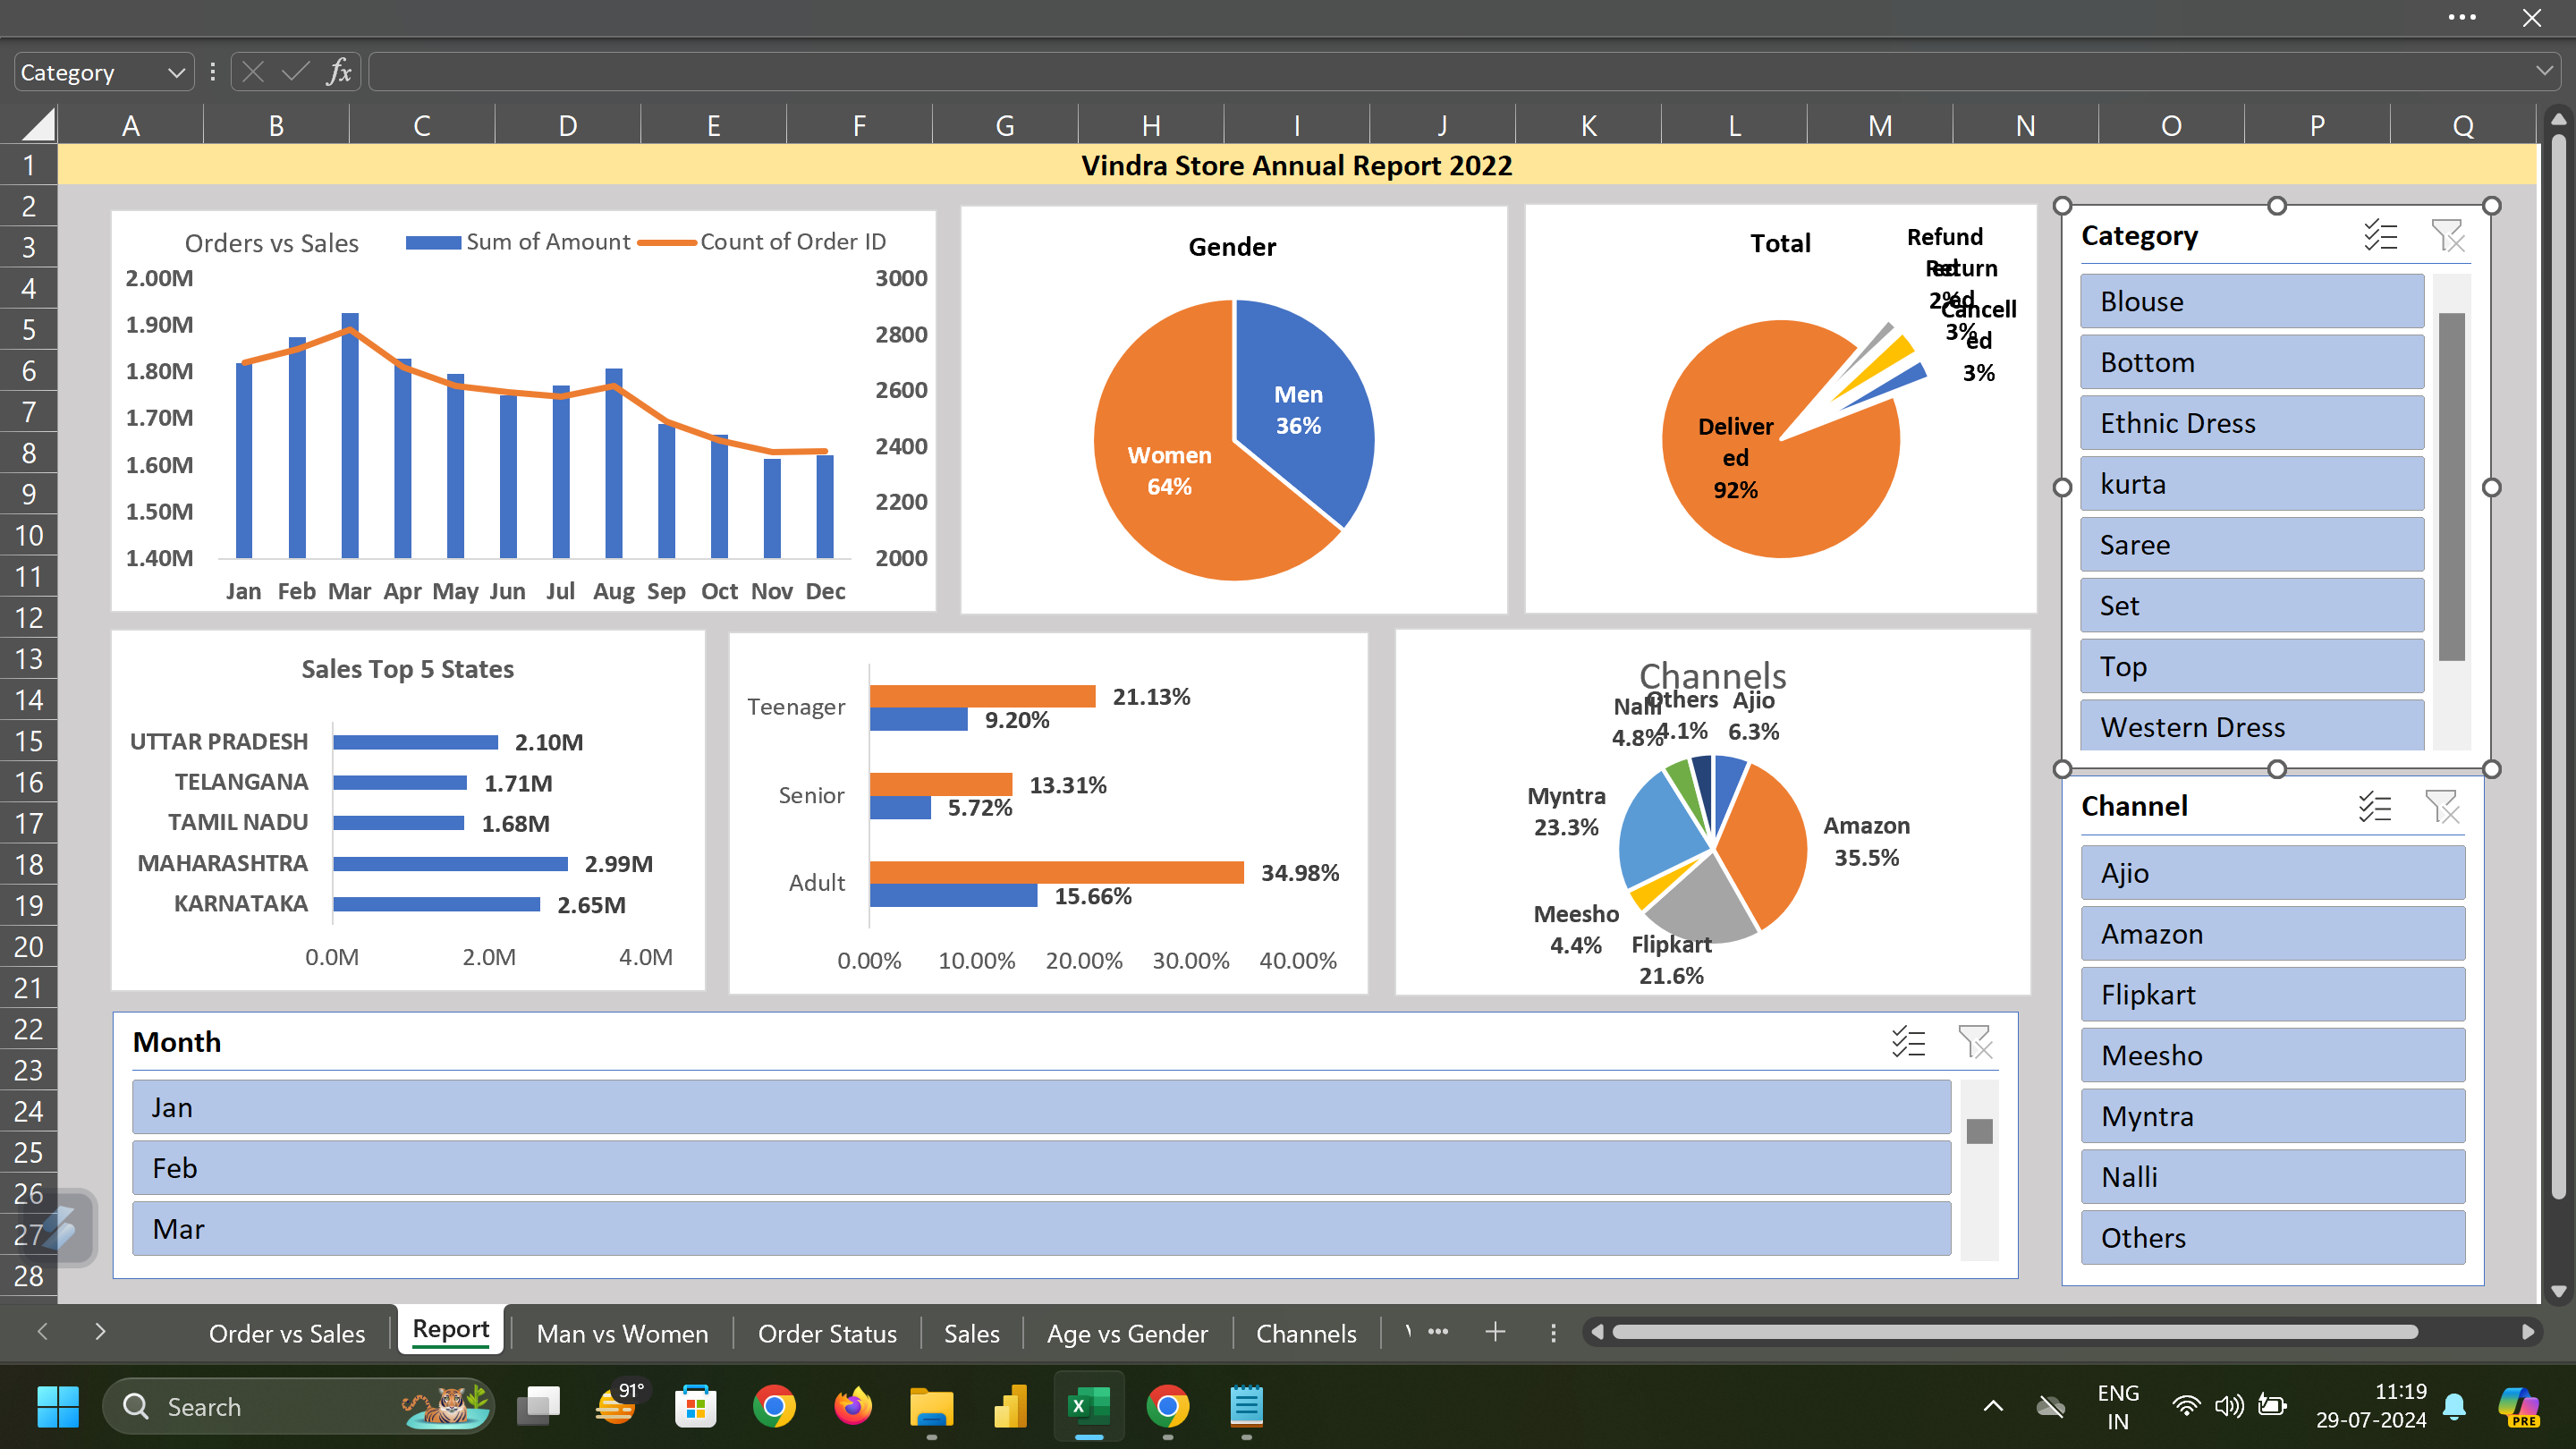 Category
fx
A B C D E F G H I J K L M N O P Q
1
2
3
4
5
6
7
8
9
10
11
12
13
14
15
16
17
18
19
20
21
22
23
24
25
26
27
28
Vindra Store Annual Report 2022
Orders vs Sales
Sum of Amount Count of Order ID
2.00M
1.90M
1.80M
1.70M
1.60M
1.50M
1.40M
3000
2800
2600
2400
2200
2000
Jan Feb Mar Apr May Jun Jul Aug Sep Oct Nov Dec
Gender
Men
36%
Women
64%
Total
Refund
ed
2%
Return
ed
3%
Cancell
ed
3%
Deliver
ed
92%
Category
Blouse
Bottom
Ethnic Dress
kurta
Saree
Set
Top
Western Dress
Sales Top 5 States
UTTAR PRADESH 2.10M
TELANGANA 1.71M
TAMIL NADU 1.68M
MAHARASHTRA 2.99M
KARNATAKA 2.65M
0.0M 2.0M 4.0M
Teenager
21.13%
9.20%
Senior
13.31%
5.72%
Adult
34.98%
15.66%
0.00% 10.00% 20.00% 30.00% 40.00%
Channels
Nalli
4.8%
Others
4.1%
Ajio
6.3%
Myntra
23.3%
Amazon
35.5%
Meesho
4.4%
Flipkart
21.6%
Channel
Ajio
Amazon
Flipkart
Meesho
Myntra
Nalli
Others
Month
Jan
Feb
Mar
Order vs Sales Report Man vs Women Order Status Sales Age vs Gender Channels
Search
91°
ENG
IN
11:19
29-07-2024
PRE